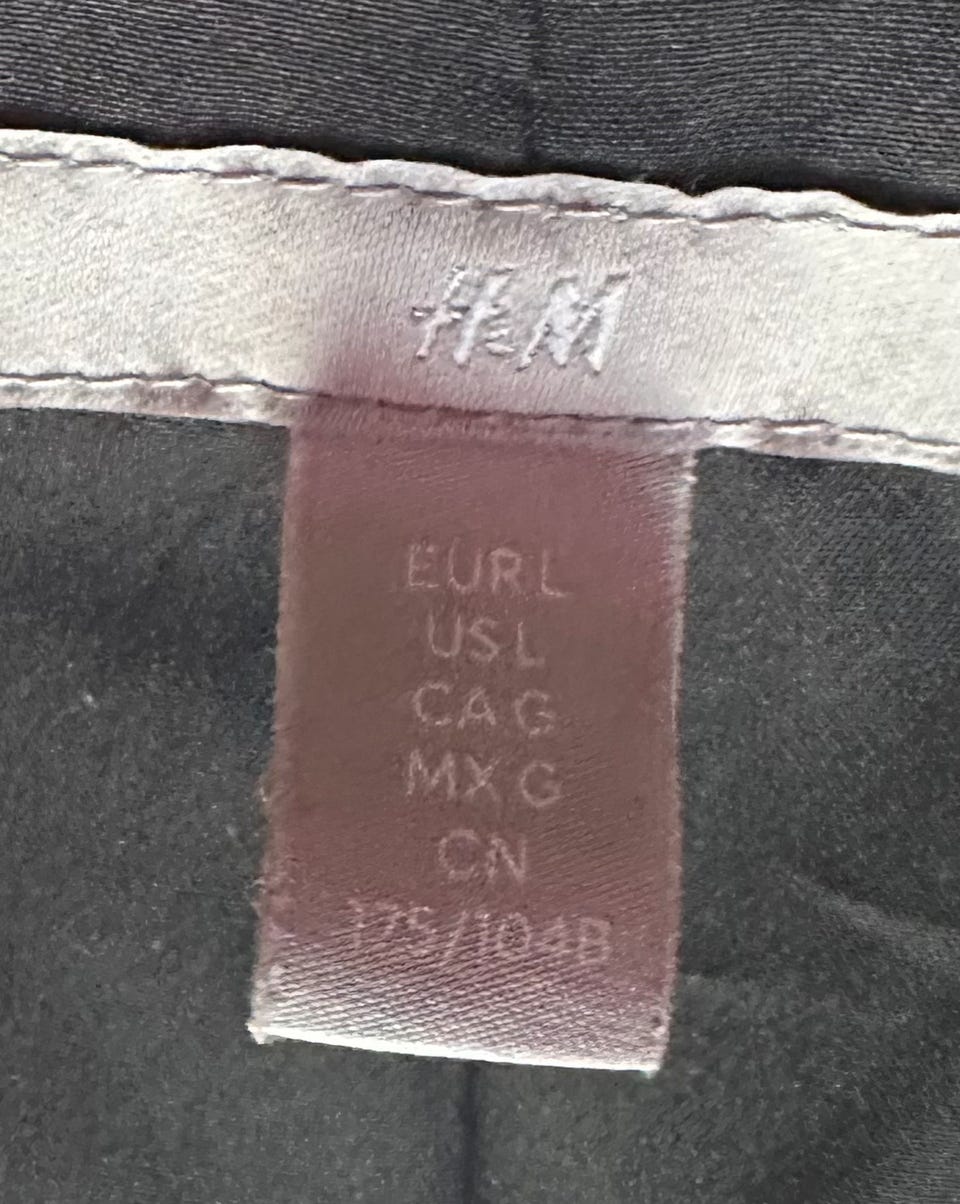 H&M
EUR L
US L
CA G
MX G
CN
175/104B